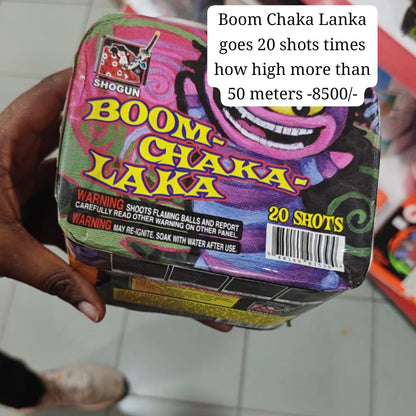 Boom Chaka Lanka
goes 20 shots times
how high more than
50 meters -8500/-
SHOGUN
BOOM-
CHAKA-
LAKA
WARNING SHOOTS FLAMING BALLS AND REPORT
CAREFULLY READ OTHER WARNING ON OTHER PANEL
WARNING MAY RE-IGNITE. SOAK WITH WATER AFTER USE.
20 SHOTS